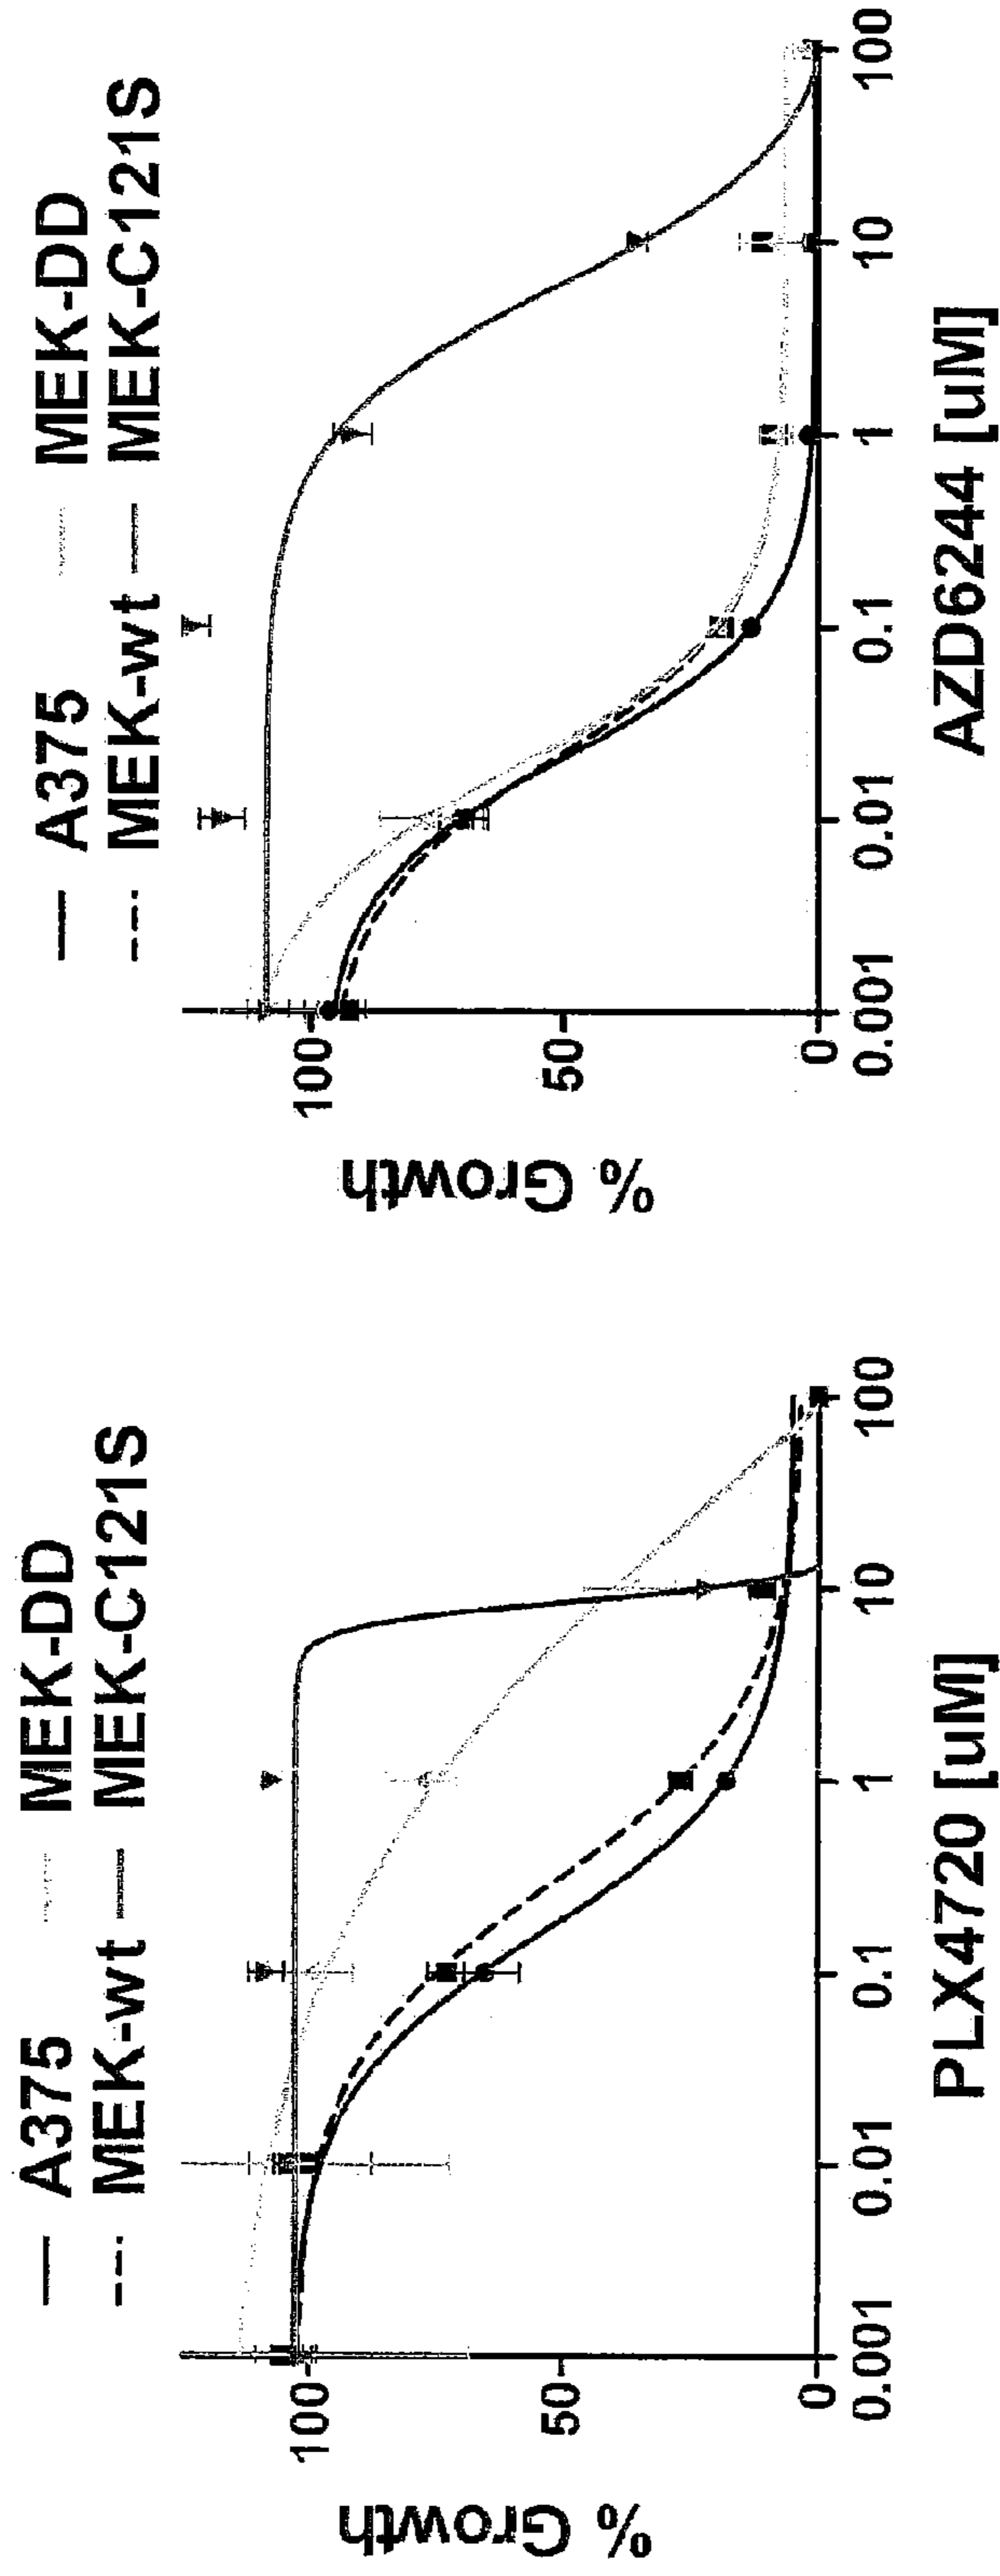 A375 MEK-DD
MEK-wt MEK-C121S
% Growth
100
50
0
0.001 0.01 0.1 1 10 100
PLX4720 [uM]
A375 MEK-DD
MEK-wt MEK-C121S
% Growth
100
50
0
0.001 0.01 0.1 1 10 100
AZD6244 [uM]